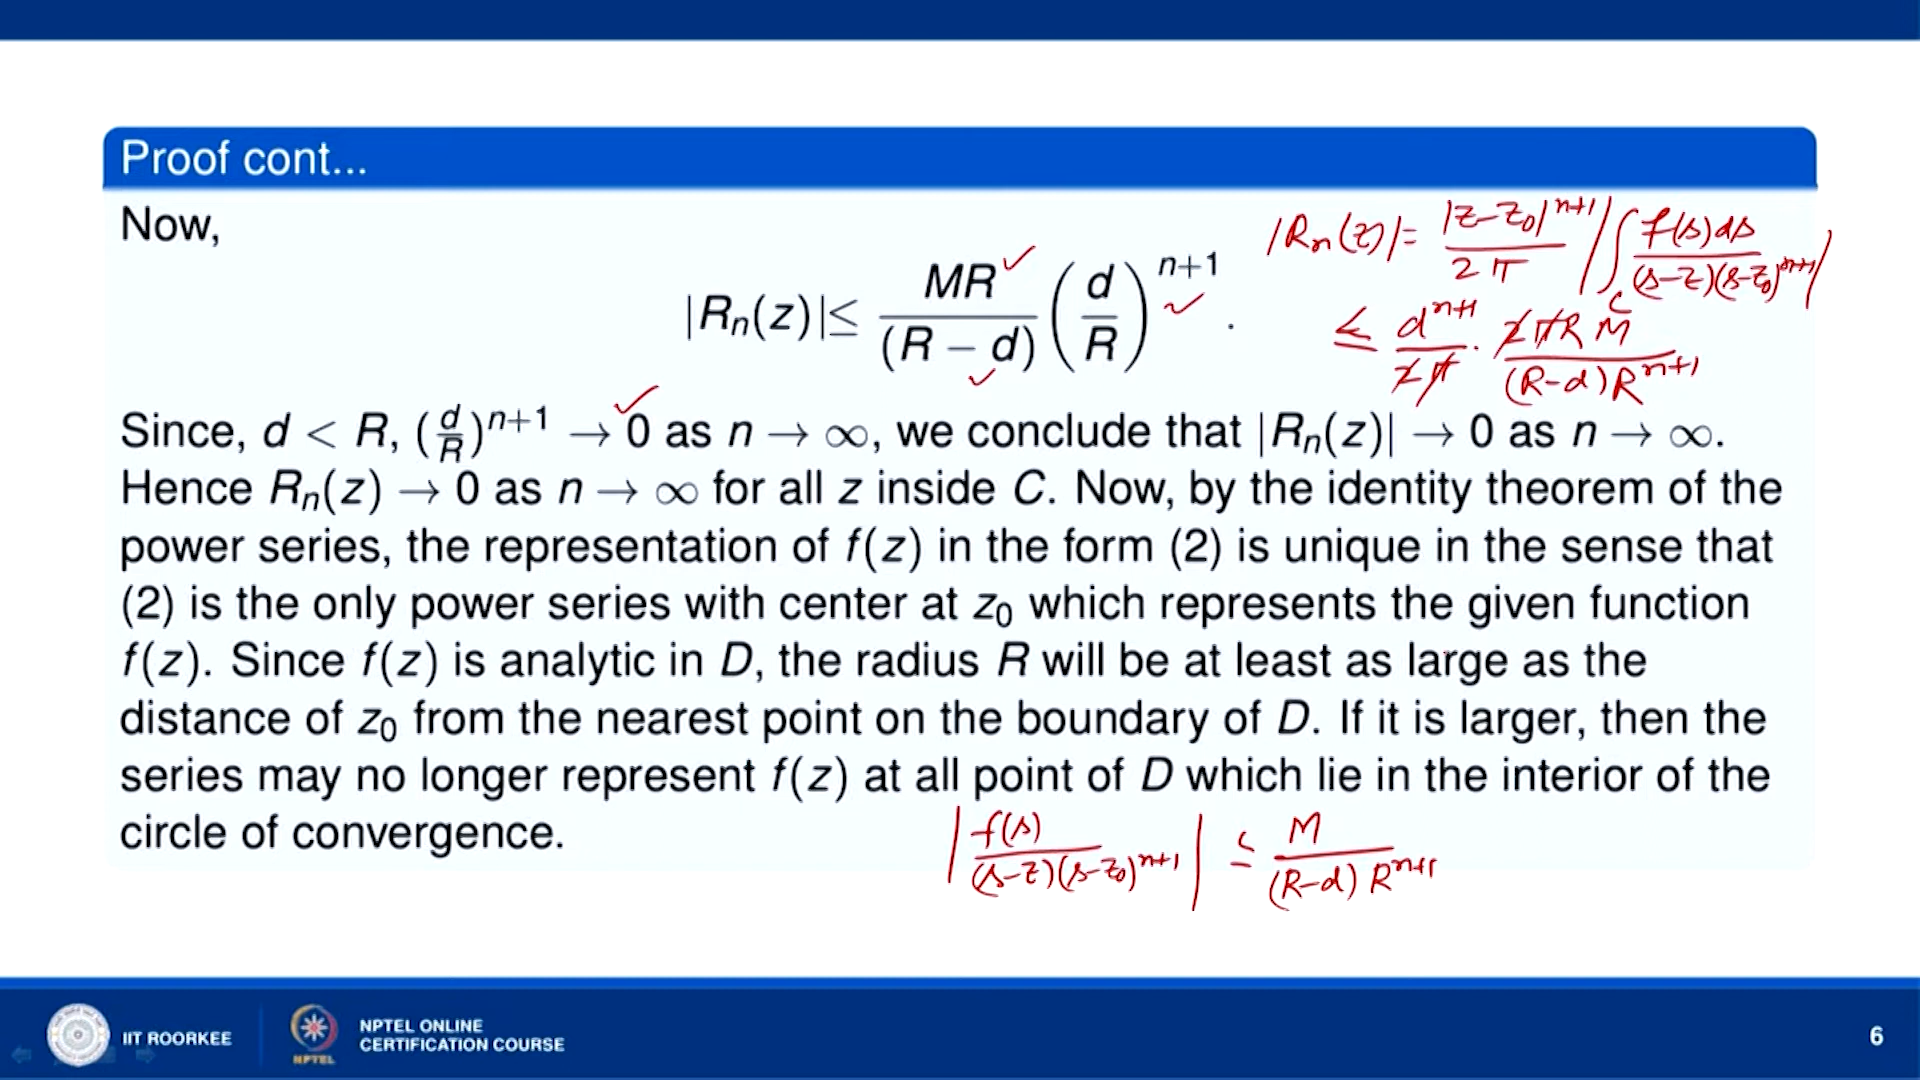 Proof cont...
Now,
|Rn(z)| ≤ MR/(R − d) (d/R)^n+1 .
|Rn(z)| = |z−z0|^n+1/2π |∫C f(s)ds/(s−z)(s−z0)^n+1|
≤ d^n+1/2π · 2πR M/(R−d)R^n+1
Since, d < R, (d/R)^n+1 → 0 as n → ∞, we conclude that |Rn(z)| → 0 as n → ∞.
Hence Rn(z) → 0 as n → ∞ for all z inside C. Now, by the identity theorem of the
power series, the representation of f(z) in the form (2) is unique in the sense that
(2) is the only power series with center at z0 which represents the given function
f(z). Since f(z) is analytic in D, the radius R will be at least as large as the
distance of z0 from the nearest point on the boundary of D. If it is larger, then the
series may no longer represent f(z) at all point of D which lie in the interior of the
circle of convergence.
|f(s)/(s−z)(s−z0)^n+1| ≤ M/(R−d) R^n+1
IIT ROORKEE
NPTEL
NPTEL ONLINE
CERTIFICATION COURSE
6